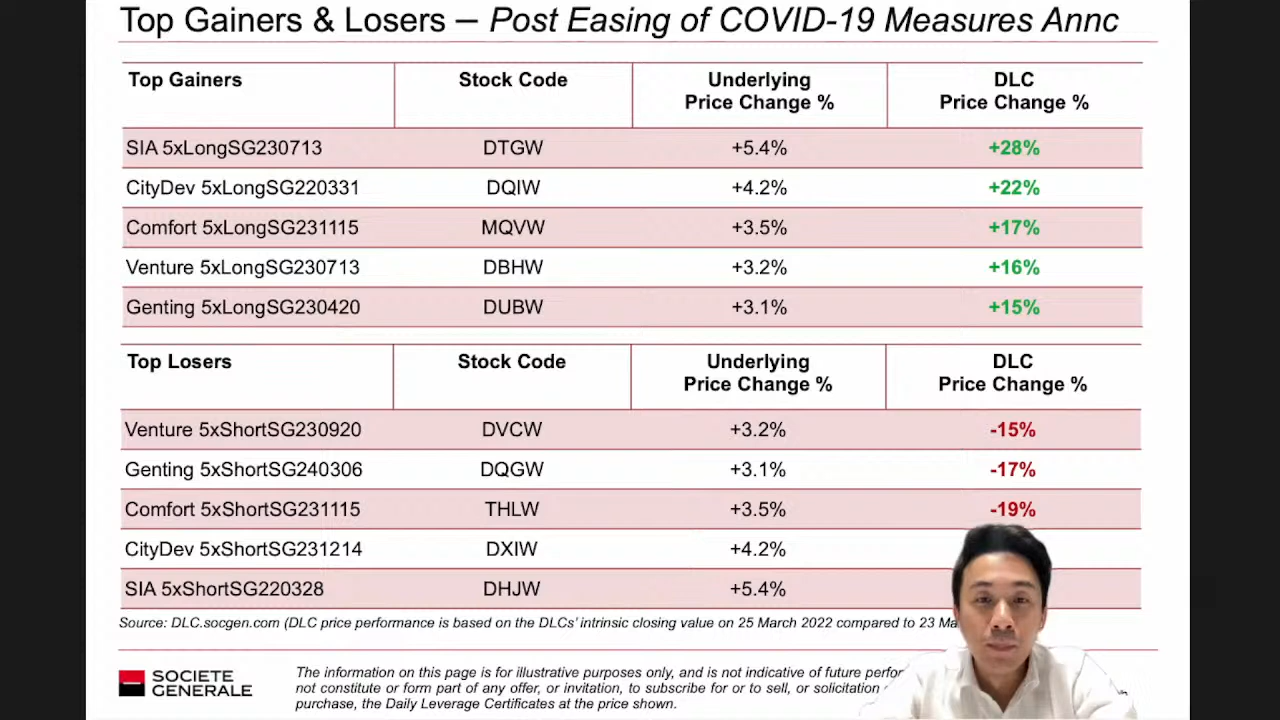 Top Gainers & Losers – Post Easing of COVID-19 Measures Annc
Top Gainers Stock Code Underlying Price Change % DLC Price Change %
SIA 5xLongSG230713 DTGW +5.4% +28%
CityDev 5xLongSG220331 DQIW +4.2% +22%
Comfort 5xLongSG231115 MQVW +3.5% +17%
Venture 5xLongSG230713 DBHW +3.2% +16%
Genting 5xLongSG230420 DUBW +3.1% +15%
Top Losers Stock Code Underlying Price Change % DLC Price Change %
Venture 5xShortSG230920 DVCW +3.2% -15%
Genting 5xShortSG240306 DQGW +3.1% -17%
Comfort 5xShortSG231115 THLW +3.5% -19%
CityDev 5xShortSG231214 DXIW +4.2%
SIA 5xShortSG220328 DHJW +5.4%
Source: DLC.socgen.com (DLC price performance is based on the DLCs' intrinsic closing value on 25 March 2022 compared to 23
SOCIETE
GENERALE
The information on this page is for illustrative purposes only, and is not indicative of future
not constitute or form part of any offer, or invitation, to subscribe for or to sell, or solicitation
purchase, the Daily Leverage Certificates at the price shown.